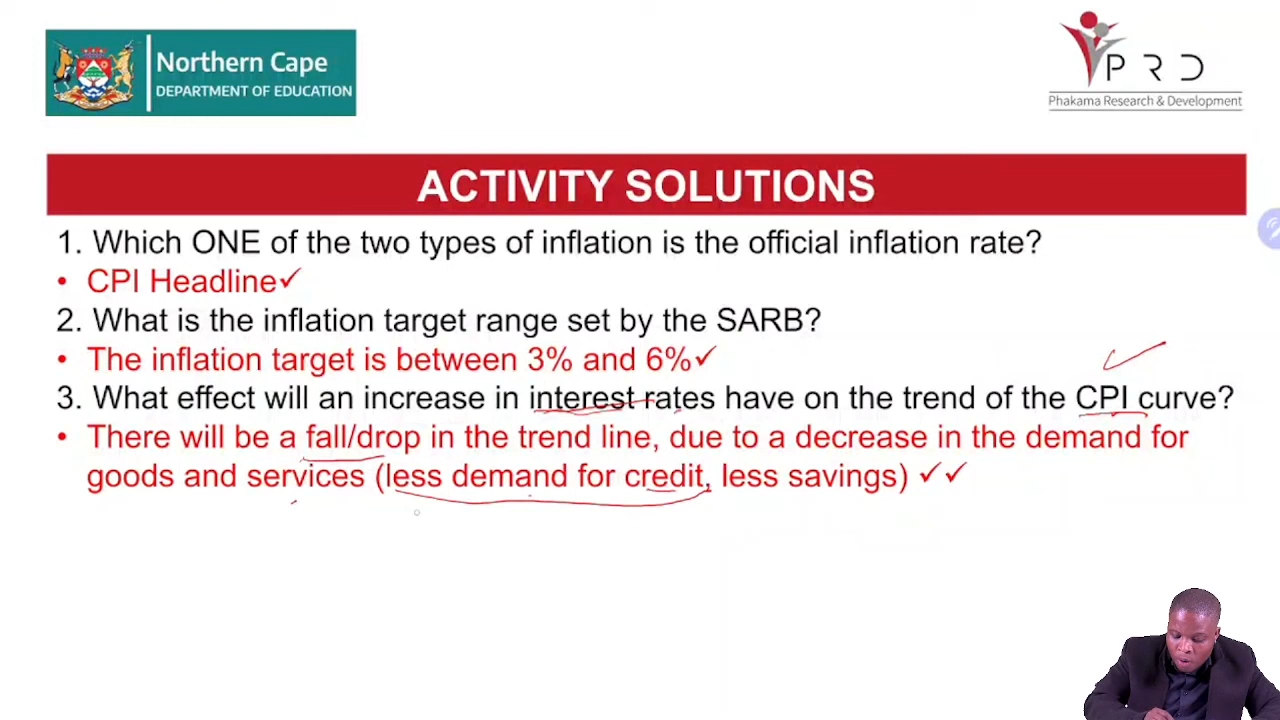 Northern Cape
DEPARTMENT OF EDUCATION
P R D
Phakama Research & Development
ACTIVITY SOLUTIONS
1. Which ONE of the two types of inflation is the official inflation rate?
• CPI Headline✓
2. What is the inflation target range set by the SARB?
• The inflation target is between 3% and 6%✓
3. What effect will an increase in interest rates have on the trend of the CPI curve?
• There will be a fall/drop in the trend line, due to a decrease in the demand for
goods and services (less demand for credit, less savings) ✓✓